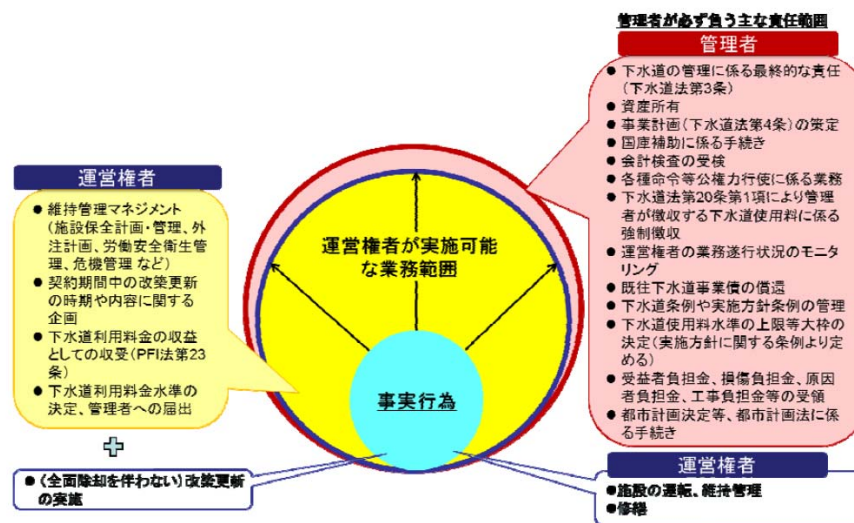 管理者が必ず負う主な責任範囲
管理者
● 下水道の管理に係る最終的な責任
(下水道法第3条)
● 資産所有
● 事業計画(下水道法第4条)の策定
● 国庫補助に係る手続き
● 会計検査の受検
● 各種命令等公権力行使に係る業務
● 下水道法第20条第1項により管理
者が徴収する下水道使用料に係る
強制徴収
● 運営権者の業務遂行状況のモニタ
リング
● 既往下水道事業債の償還
● 下水道条例や実施方針条例の管理
● 下水道使用料水準の上限等大枠の
決定(実施方針に関する条例より定
める)
● 受益者負担金、損傷負担金、原因
者負担金、工事負担金等の受領
● 都市計画決定等、都市計画法に係
る手続き
運営権者
● 維持管理マネジメント
(施設保全計画・管理、外
注計画、労働安全衛生管
理、危機管理 など)
● 契約期間中の改築更新
の時期や内容に関する
企画
● 下水道利用料金の収益
としての収受(PFI法第23
条)
● 下水道利用料金水準の
決定、管理者への届出
+
● (全面除却を伴わない)改築更新
の実施
運営権者が実施可能
な業務範囲
事実行為
運営権者
●施設の運転、維持管理
●修繕